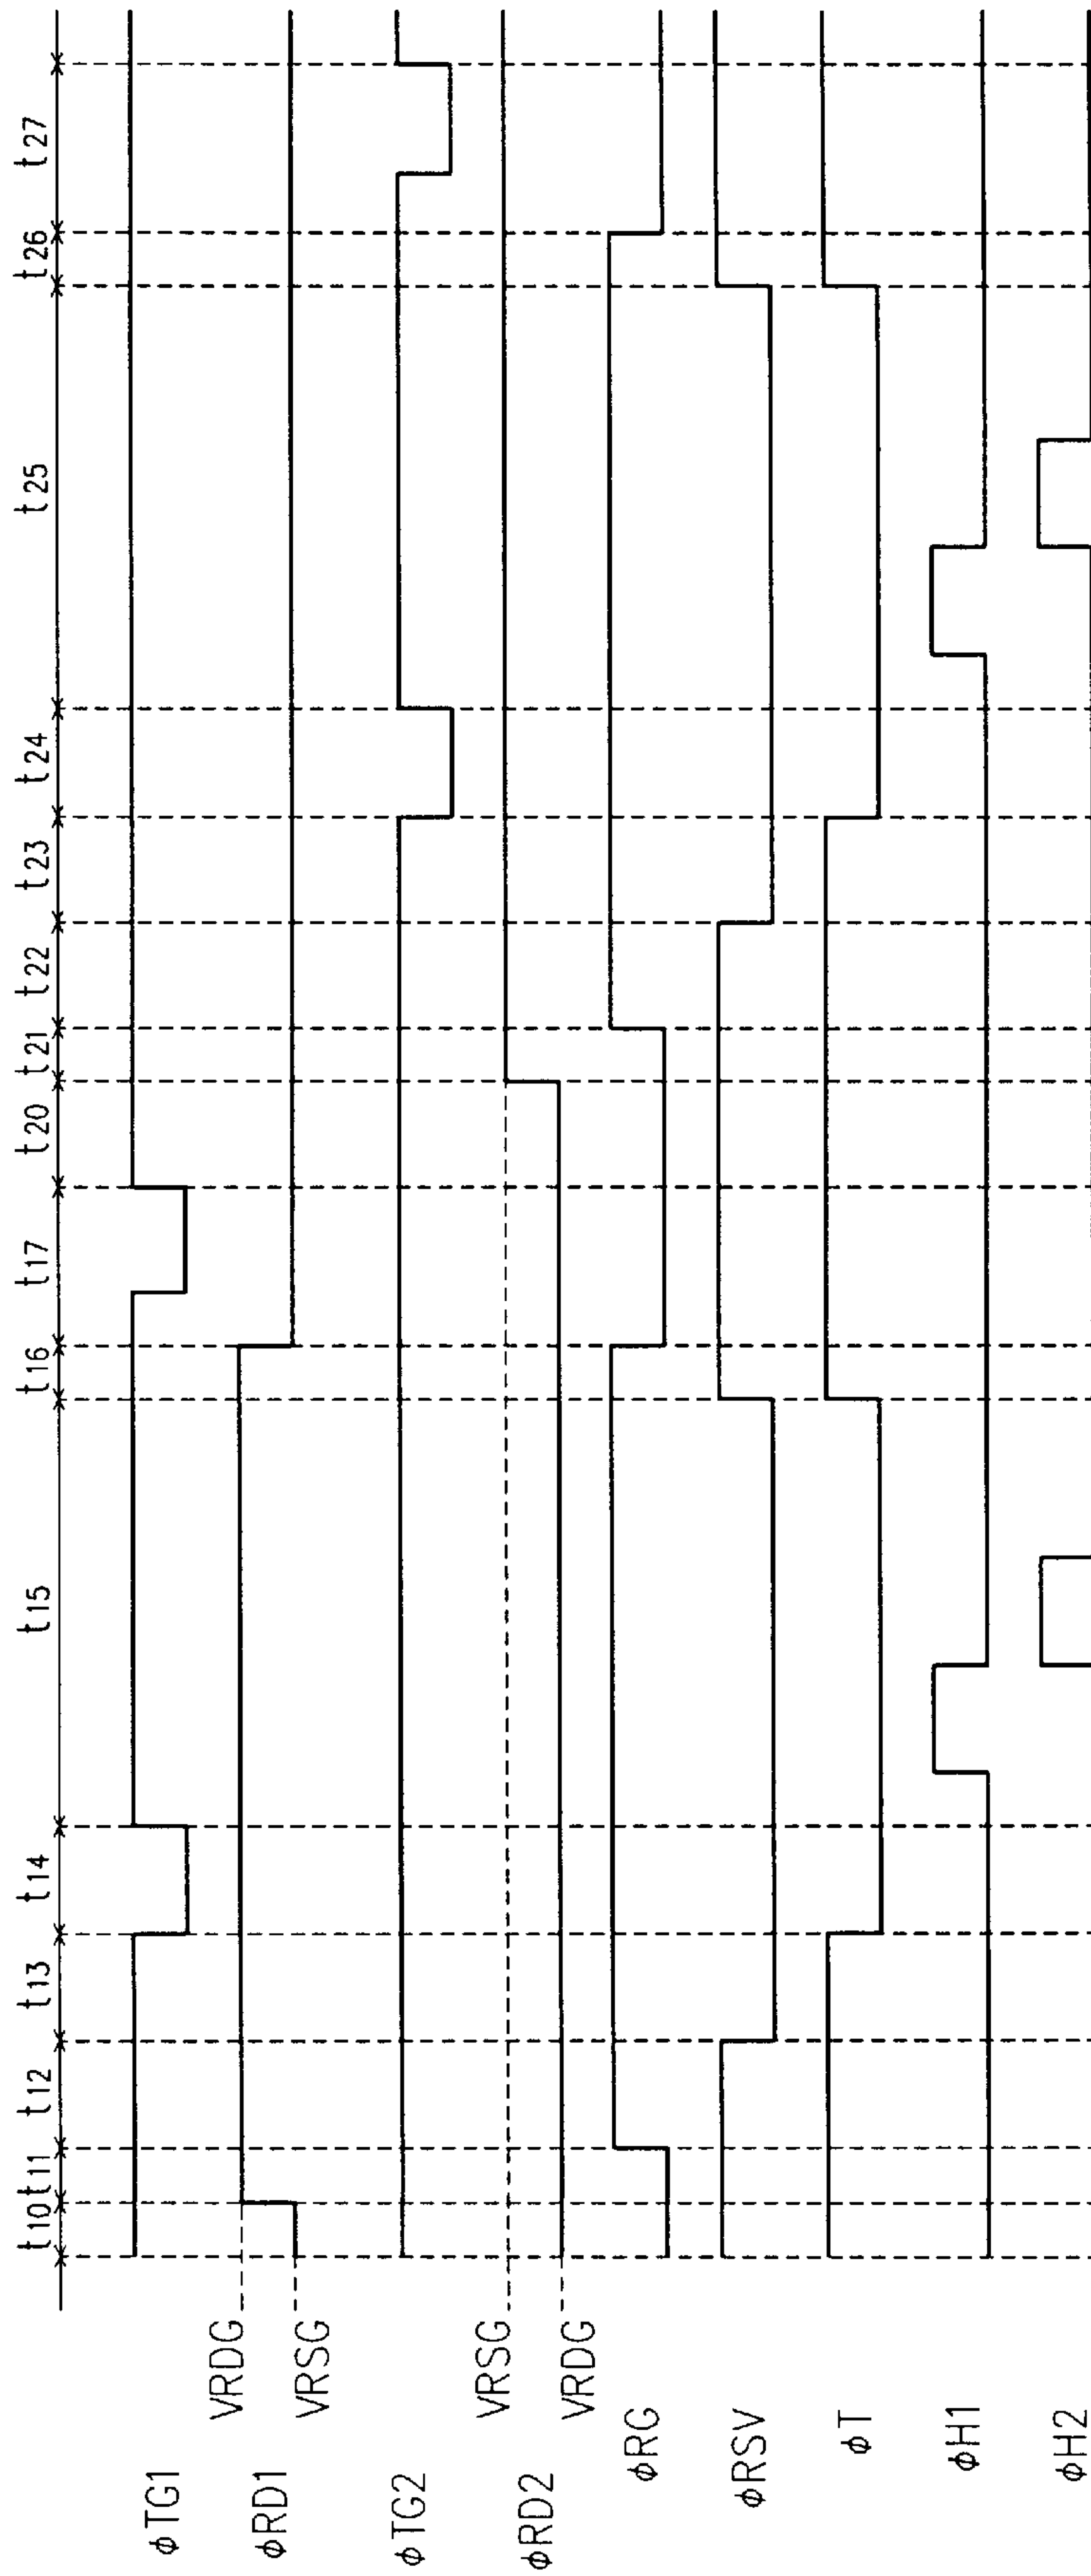 t10 t11 t12 t13 t14 t15 t16 t17 t20 t21 t22 t23 t24 t25 t26 t27
φTG1
VRDG
φRD1
VRSG
φTG2
VRSG
φRD2
VRDG
φRG
φRSV
φT
φH1
φH2